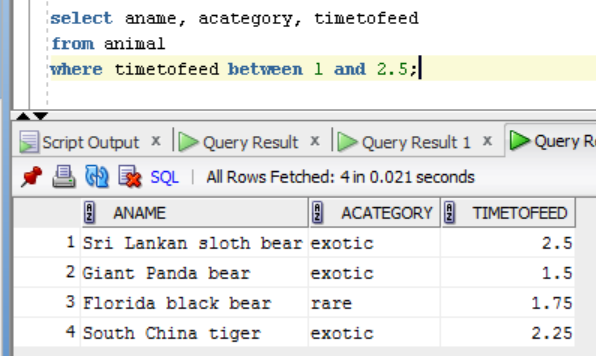 select aname, acategory, timetofeed
from animal
where timetofeed between 1 and 2.5;
Script Output x Query Result x Query Result 1 x Query Re
SQL | All Rows Fetched: 4 in 0.021 seconds
ANAME ACATEGORY TIMETOFEED
1 Sri Lankan sloth bear exotic 2.5
2 Giant Panda bear exotic 1.5
3 Florida black bear rare 1.75
4 South China tiger exotic 2.25